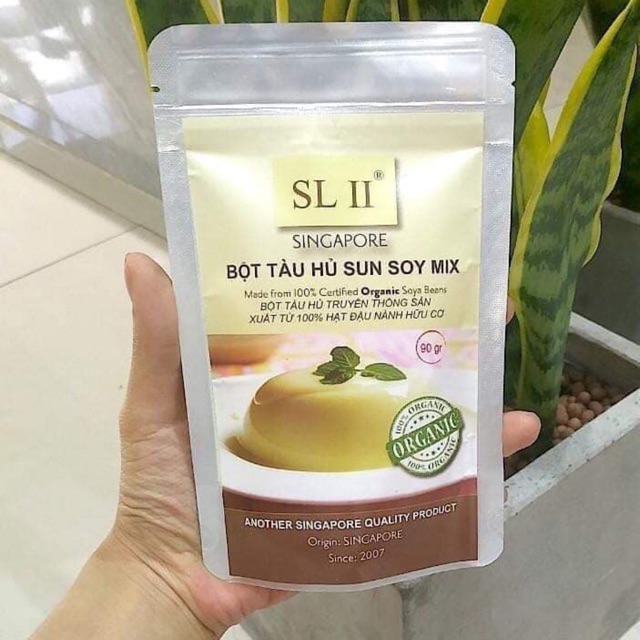 SL II®
SINGAPORE
BỘT TÀU HỦ SUN SOY MIX
Made from 100% Certified Organic Soya Beans
BỘT TÀU HỦ TRUYỀN THỐNG SẢN
XUẤT TỪ 100% HẠT ĐẬU NÀNH HỮU CƠ
90 gr
100% ORGANIC
ORGANIC
100% ORGANIC
ANOTHER SINGAPORE QUALITY PRODUCT
Origin: SINGAPORE
Since: 2007